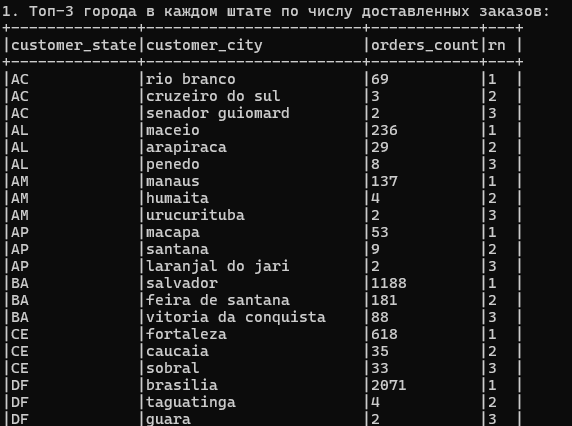 1. Топ-3 города в каждом штате по числу доставленных заказов:
+--------------+------------------------+------------+---+
|customer_state|customer_city           |orders_count|rn |
+--------------+------------------------+------------+---+
|AC            |rio branco              |69          |1  |
|AC            |cruzeiro do sul         |3           |2  |
|AC            |senador guiomard        |2           |3  |
|AL            |maceio                  |236         |1  |
|AL            |arapiraca               |29          |2  |
|AL            |penedo                  |8           |3  |
|AM            |manaus                  |137         |1  |
|AM            |humaita                 |4           |2  |
|AM            |urucurituba             |2           |3  |
|AP            |macapa                  |53          |1  |
|AP            |santana                 |9           |2  |
|AP            |laranjal do jari        |2           |3  |
|BA            |salvador                |1188        |1  |
|BA            |feira de santana        |181         |2  |
|BA            |vitoria da conquista    |88          |3  |
|CE            |fortaleza               |618         |1  |
|CE            |caucaia                 |35          |2  |
|CE            |sobral                  |33          |3  |
|DF            |brasilia                |2071        |1  |
|DF            |taguatinga              |4           |2  |
|DF            |guara                   |2           |3  |